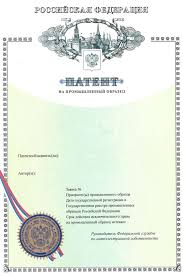 РОССИЙСКАЯ ФЕДЕРАЦИЯ
ПАТЕНТ
НА ПРОМЫШЛЕННЫЙ ОБРАЗЕЦ
Патентообладатель(ли):
Автор(ы):
Заявка №
Приоритет(ы) промышленного образца
Дата государственной регистрации в
Государственном реестре промышленных
образцов Российской Федерации
Срок действия исключительного права
на промышленный образец истекает
Руководитель Федеральной службы
по интеллектуальной собственности